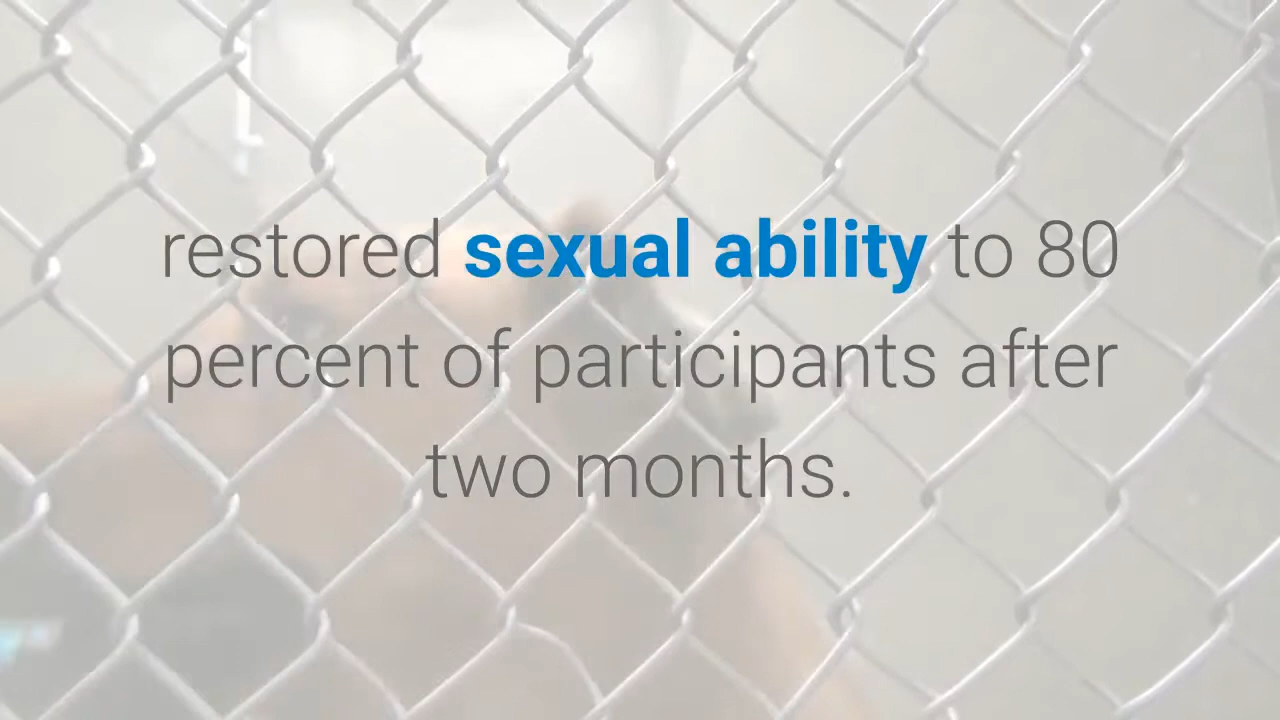 restored sexual ability to 80
percent of participants after
two months.